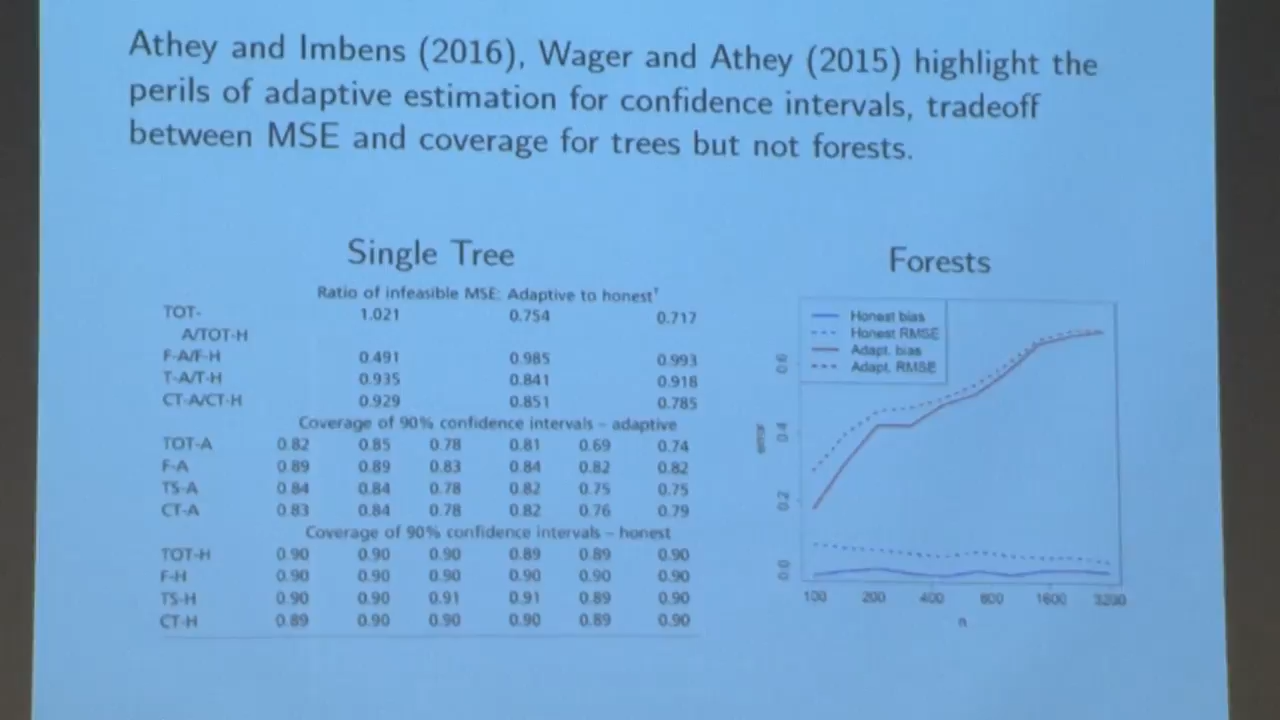 Athey and Imbens (2016), Wager and Athey (2015) highlight the
perils of adaptive estimation for confidence intervals, tradeoff
between MSE and coverage for trees but not forests.
Single Tree
Ratio of infeasible MSE: Adaptive to honest†
TOT- 1.021 0.754 0.717
A/TOT-H
F-A/F-H 0.491 0.985 0.993
T-A/T-H 0.935 0.841 0.918
CT-A/CT-H 0.929 0.851 0.785
Coverage of 90% confidence intervals – adaptive
TOT-A 0.82 0.85 0.78 0.81 0.69 0.74
F-A 0.89 0.89 0.83 0.84 0.82 0.82
TS-A 0.84 0.84 0.78 0.82 0.75 0.75
CT-A 0.83 0.84 0.78 0.82 0.76 0.79
Coverage of 90% confidence intervals – honest
TOT-H 0.90 0.90 0.90 0.89 0.89 0.90
F-H 0.90 0.90 0.90 0.90 0.90 0.90
TS-H 0.90 0.90 0.91 0.91 0.89 0.90
CT-H 0.89 0.90 0.90 0.90 0.89 0.90
Forests
Honest bias
Honest RMSE
Adapt. bias
Adapt. RMSE
error
0.6
0.4
0.2
0.0
100 200 400 800 1600 3200
n